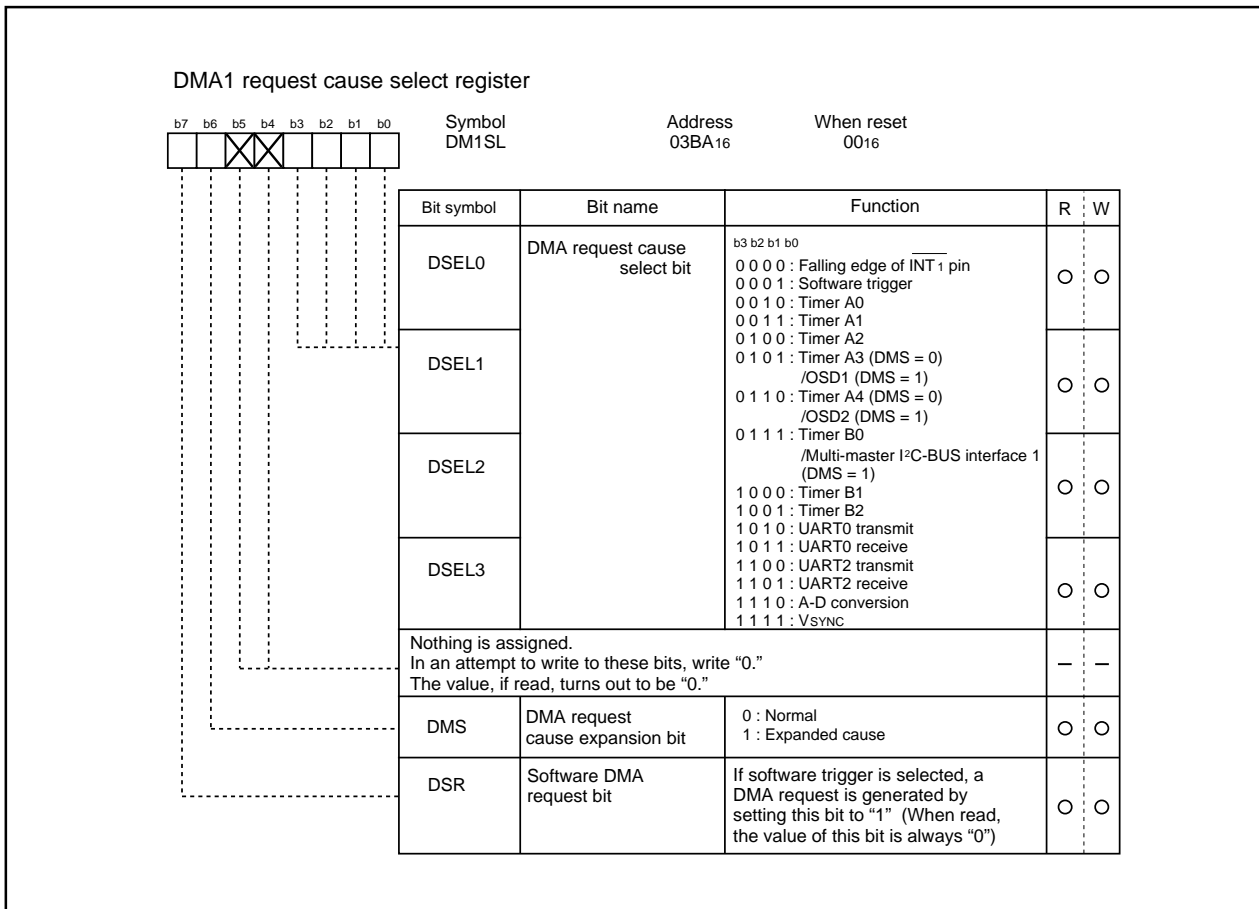 DMA1 request cause select register
b7 b6 b5 b4 b3 b2 b1 b0
Symbol Address When reset
DM1SL 03BA16 0016
Bit symbol Bit name Function R W
DSEL0
DMA request cause
select bit
b3 b2 b1 b0
0 0 0 0 : Falling edge of INT1 pin
0 0 0 1 : Software trigger
0 0 1 0 : Timer A0
0 0 1 1 : Timer A1
0 1 0 0 : Timer A2
DSEL1
0 1 0 1 : Timer A3 (DMS = 0)
/OSD1 (DMS = 1)
0 1 1 0 : Timer A4 (DMS = 0)
/OSD2 (DMS = 1)
0 1 1 1 : Timer B0
DSEL2
/Multi-master I²C-BUS interface 1
(DMS = 1)
1 0 0 0 : Timer B1
1 0 0 1 : Timer B2
1 0 1 0 : UART0 transmit
DSEL3
1 0 1 1 : UART0 receive
1 1 0 0 : UART2 transmit
1 1 0 1 : UART2 receive
1 1 1 0 : A-D conversion
1 1 1 1 : VSYNC
Nothing is assigned.
In an attempt to write to these bits, write “0.”
The value, if read, turns out to be “0.”
– –
DMS
DMA request
cause expansion bit
0 : Normal
1 : Expanded cause
DSR
Software DMA
request bit
If software trigger is selected, a
DMA request is generated by
setting this bit to “1” (When read,
the value of this bit is always “0”)